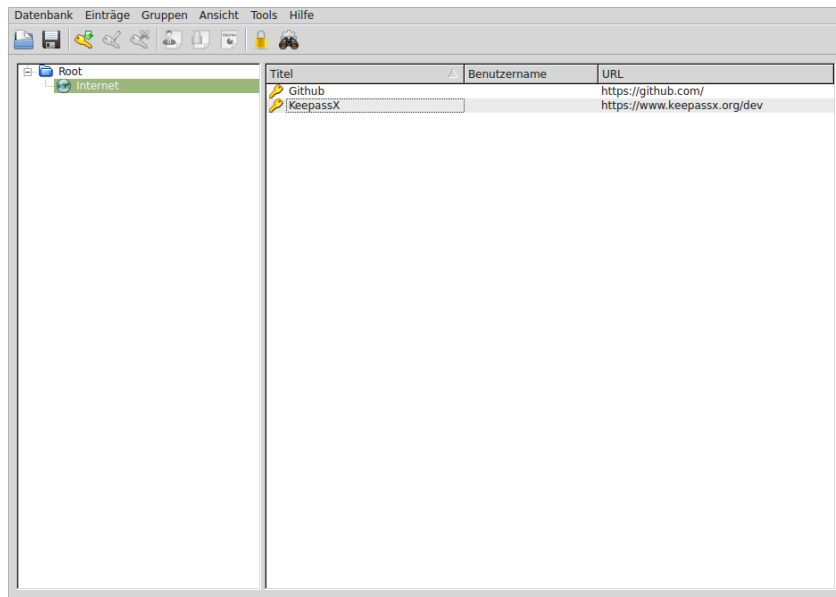 Datenbank Einträge Gruppen Ansicht Tools Hilfe
Root
Internet
Titel Benutzername URL
Github https://github.com/
KeepassX https://www.keepassx.org/dev